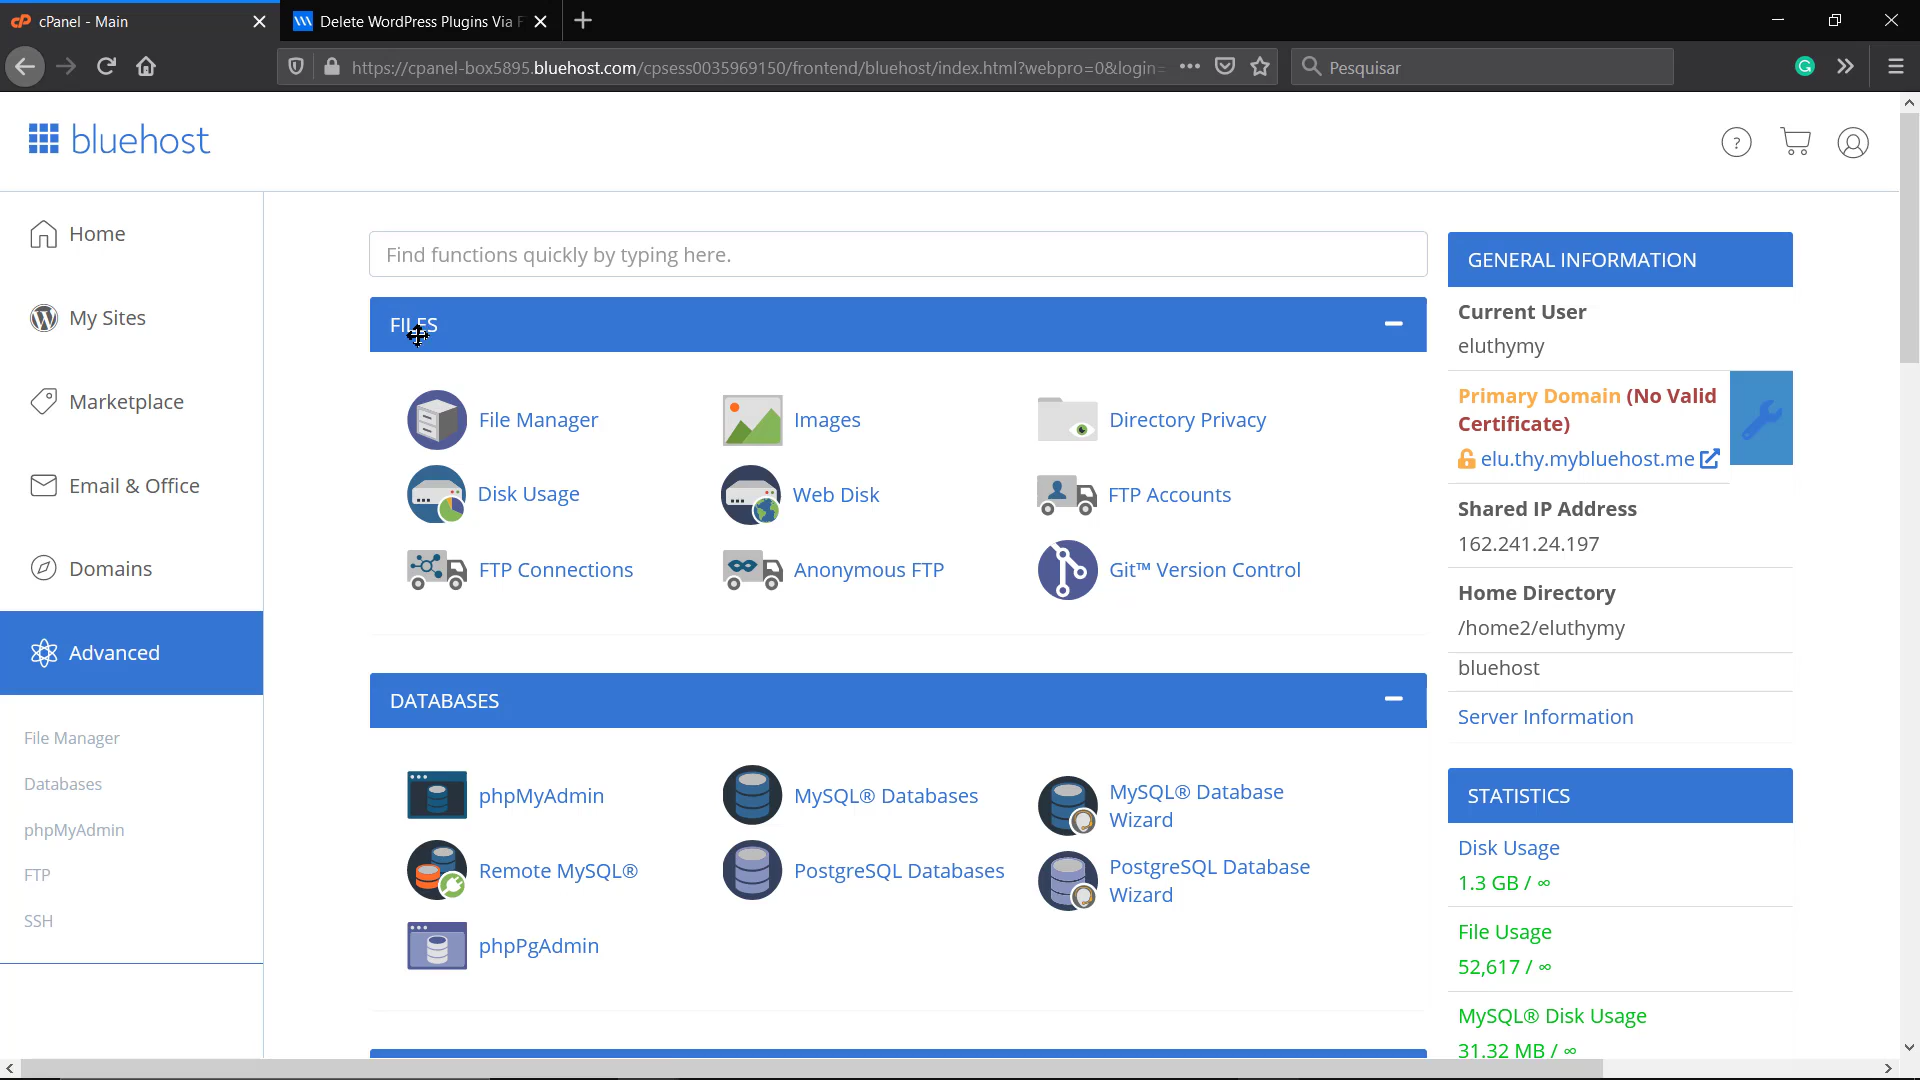 cPanel - Main
Delete WordPress Plugins Via F
https://cpanel-box5895.bluehost.com/cpsess0035969150/frontend/bluehost/index.html?webpro=0&login=
Pesquisar
bluehost
?
Home
My Sites
Marketplace
Email & Office
Domains
Advanced
File Manager
Databases
phpMyAdmin
FTP
SSH
Find functions quickly by typing here.
FILES
File Manager
Images
Directory Privacy
Disk Usage
Web Disk
FTP Accounts
FTP Connections
Anonymous FTP
Git™ Version Control
DATABASES
phpMyAdmin
MySQL® Databases
MySQL® Database
Wizard
Remote MySQL®
PostgreSQL Databases
PostgreSQL Database
Wizard
phpPgAdmin
GENERAL INFORMATION
Current User
eluthymy
Primary Domain (No Valid
Certificate)
elu.thy.mybluehost.me
Shared IP Address
162.241.24.197
Home Directory
/home2/eluthymy
bluehost
Server Information
STATISTICS
Disk Usage
1.3 GB / ∞
File Usage
52,617 / ∞
MySQL® Disk Usage
31.32 MB / ∞